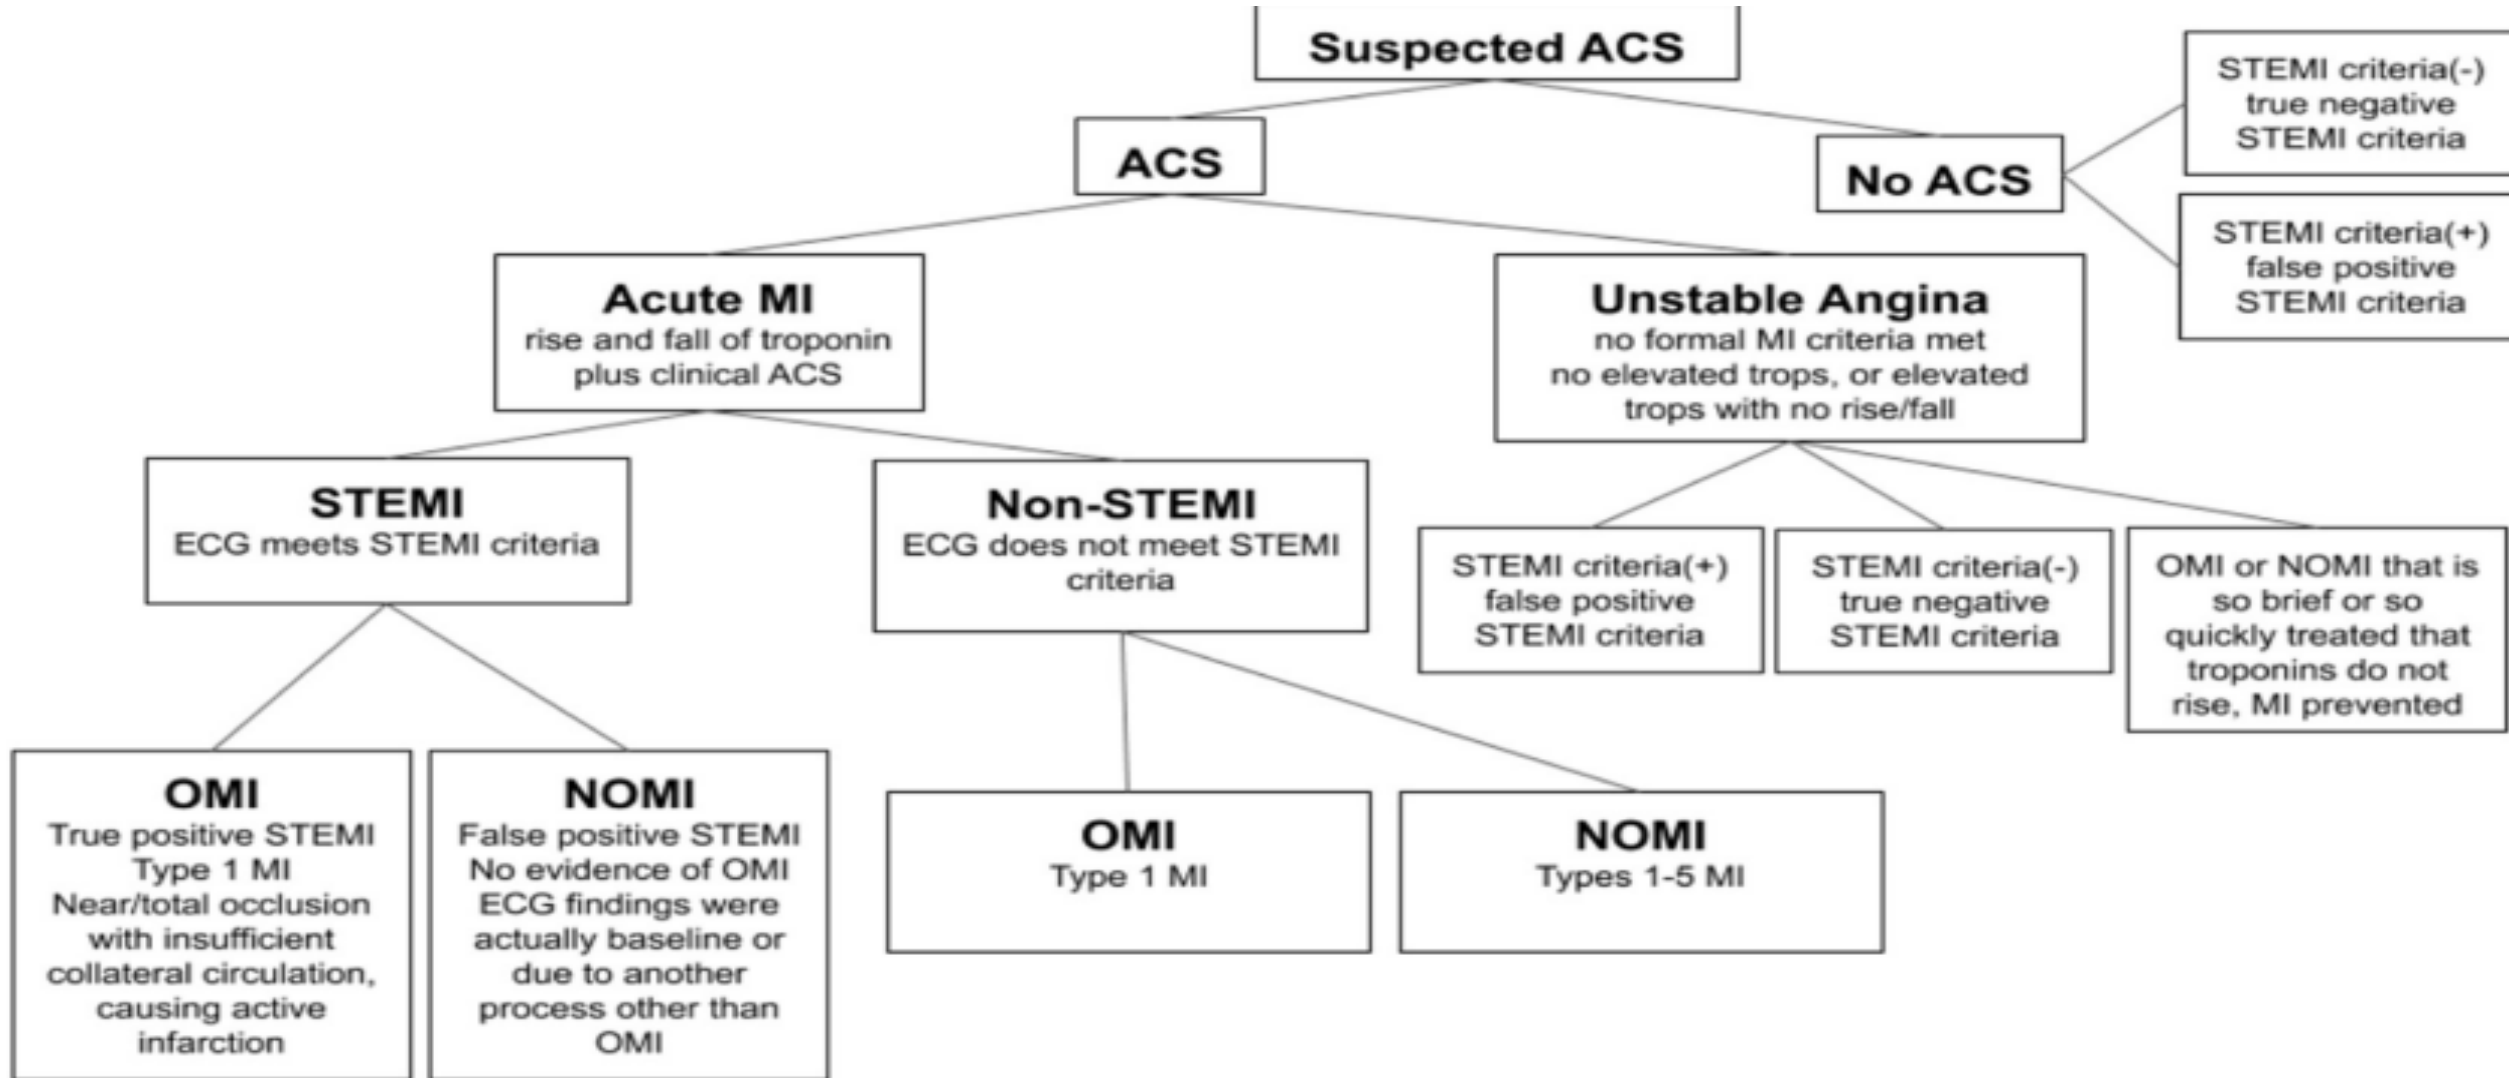 Suspected ACS
ACS
No ACS
STEMI criteria(-)
true negative
STEMI criteria
STEMI criteria(+)
false positive
STEMI criteria
Acute MI
rise and fall of troponin
plus clinical ACS
Unstable Angina
no formal MI criteria met
no elevated trops, or elevated
trops with no rise/fall
STEMI
ECG meets STEMI criteria
Non-STEMI
ECG does not meet STEMI
criteria
STEMI criteria(+)
false positive
STEMI criteria
STEMI criteria(-)
true negative
STEMI criteria
OMI or NOMI that is
so brief or so
quickly treated that
troponins do not
rise, MI prevented
OMI
True positive STEMI
Type 1 MI
Near/total occlusion
with insufficient
collateral circulation,
causing active
infarction
NOMI
False positive STEMI
No evidence of OMI
ECG findings were
actually baseline or
due to another
process other than
OMI
OMI
Type 1 MI
NOMI
Types 1-5 MI